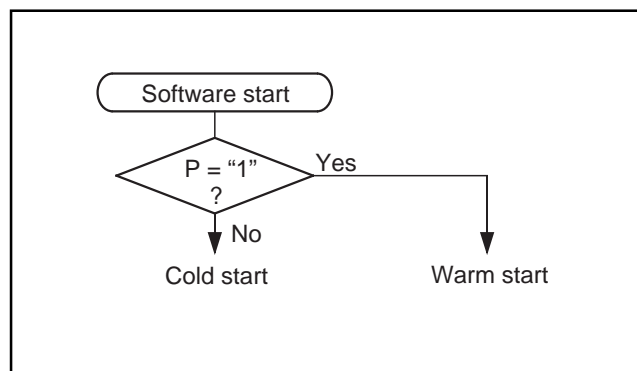 Software start
P = “1”
?
Yes
No
Cold start
Warm start